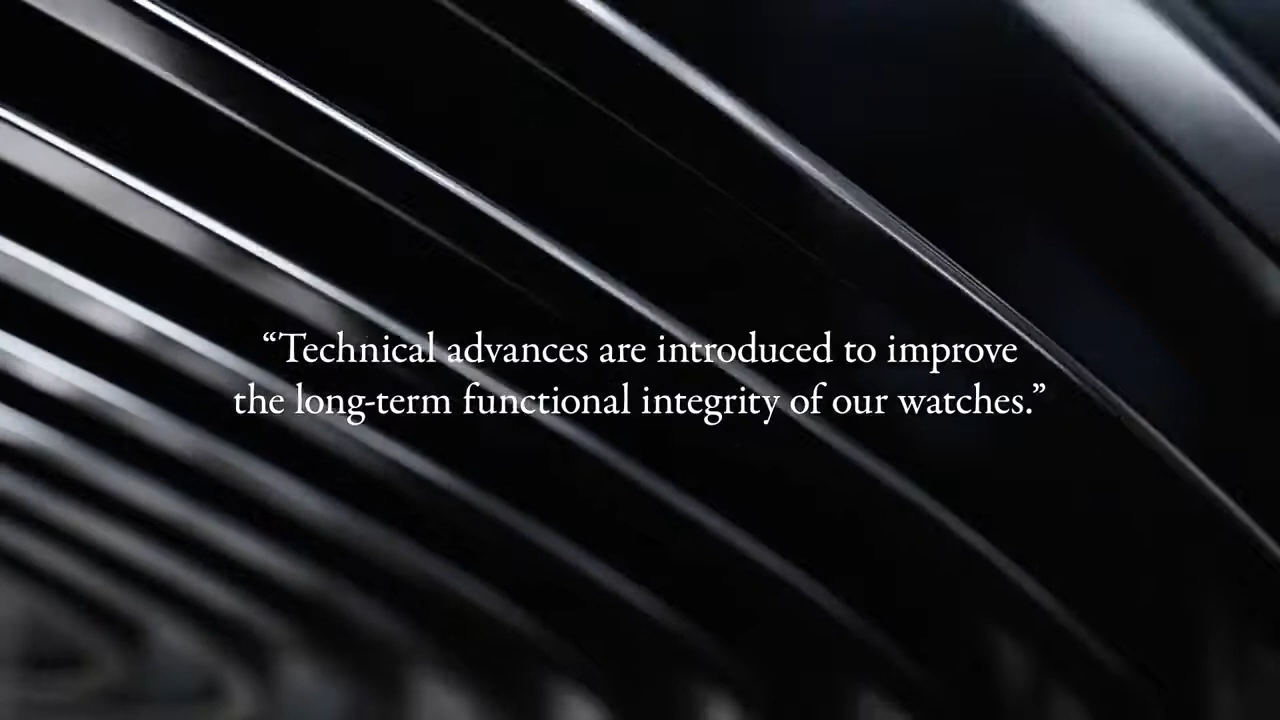 “Technical advances are introduced to improve
the long-term functional integrity of our watches.”